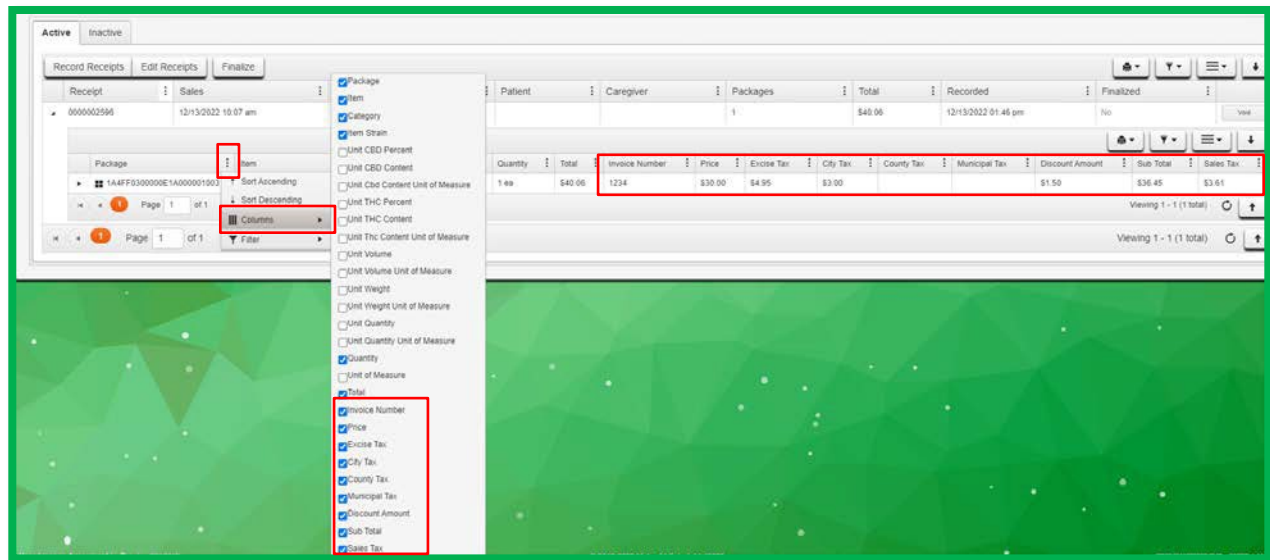 Active Inactive
Record Receipts Edit Receipts Finalize
Receipt Sales Patient Caregiver Packages Total Recorded Finalized
0000002596 12/13/2022 10:07 am 1 $40.06 12/13/2022 01:46 pm No Void
Package Item Quantity Total Invoice Number Price Excise Tax City Tax County Tax Municipal Tax Discount Amount Sub Total Sales Tax
1A4FF0300000E1A000001003 1 ea $40.06 1234 $30.00 $4.95 $3.00 $1.50 $36.45 $3.61
Page 1 of 1 Viewing 1 - 1 (1 total)
Page 1 of 1 Viewing 1 - 1 (1 total)
Sort Ascending
Sort Descending
Columns
Filter
Package
Item
Category
Item Strain
Unit CBD Percent
Unit CBD Content
Unit Cbd Content Unit of Measure
Unit THC Percent
Unit THC Content
Unit Thc Content Unit of Measure
Unit Volume
Unit Volume Unit of Measure
Unit Weight
Unit Weight Unit of Measure
Unit Quantity
Unit Quantity Unit of Measure
Quantity
Unit of Measure
Total
Invoice Number
Price
Excise Tax
City Tax
County Tax
Municipal Tax
Discount Amount
Sub Total
Sales Tax